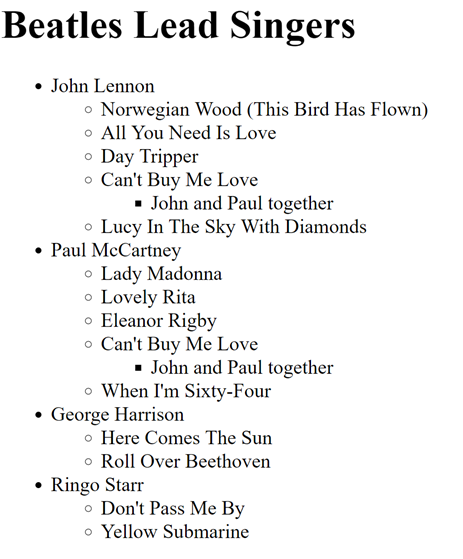 Beatles Lead Singers
John Lennon
Norwegian Wood (This Bird Has Flown)
All You Need Is Love
Day Tripper
Can't Buy Me Love
John and Paul together
Lucy In The Sky With Diamonds
Paul McCartney
Lady Madonna
Lovely Rita
Eleanor Rigby
Can't Buy Me Love
John and Paul together
When I'm Sixty-Four
George Harrison
Here Comes The Sun
Roll Over Beethoven
Ringo Starr
Don't Pass Me By
Yellow Submarine